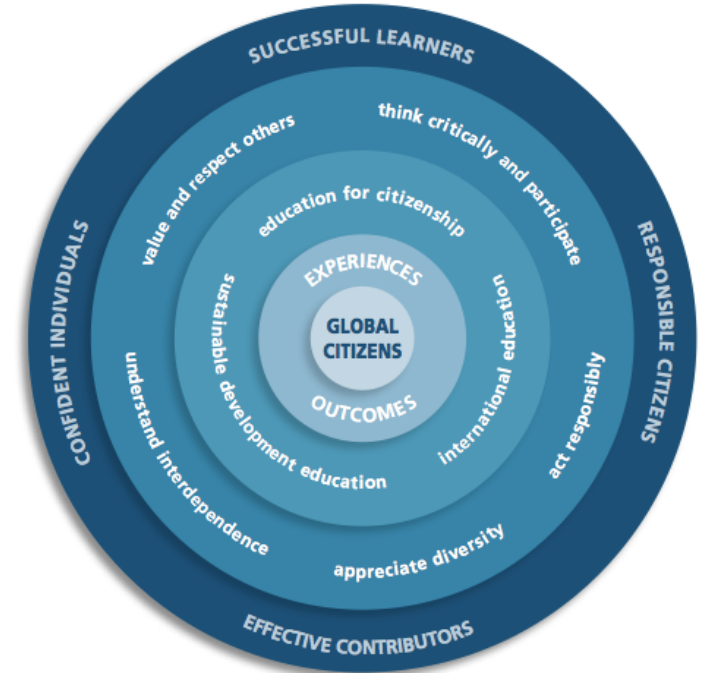 SUCCESSFUL LEARNERS
value and respect others
think critically and participate
education for citizenship
CONFIDENT INDIVIDUALS
RESPONSIBLE CITIZENS
EXPERIENCES
sustainable development education
international education
GLOBAL
CITIZENS
OUTCOMES
understand interdependence
act responsibly
appreciate diversity
EFFECTIVE CONTRIBUTORS